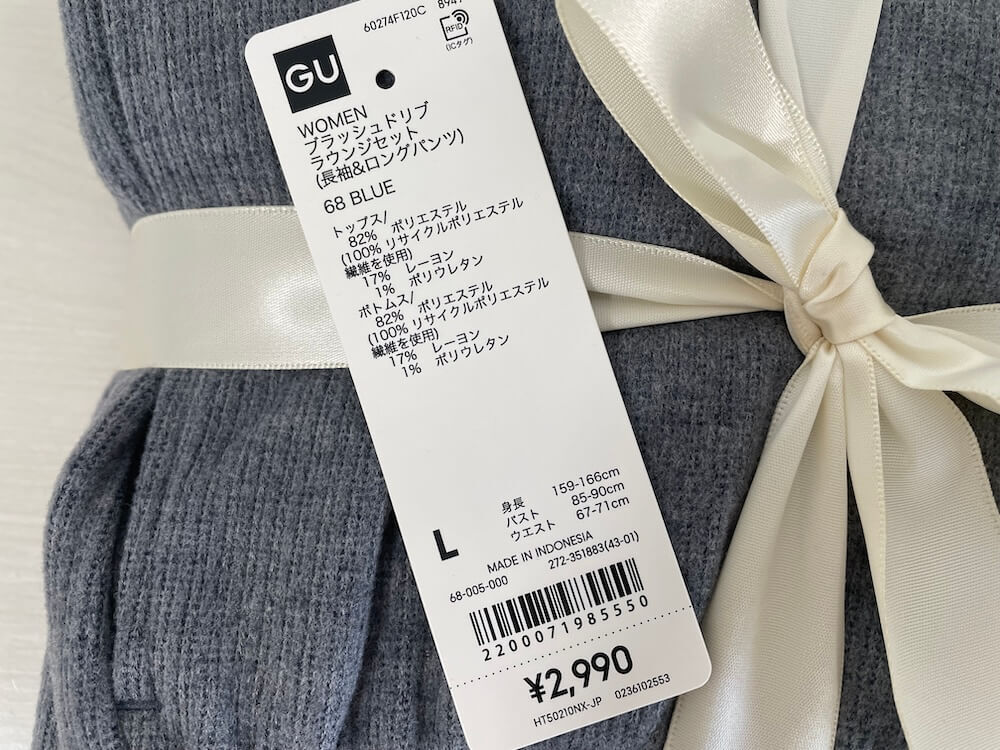 60274F120C 894
RFID
(ICタグ)
GU
WOMEN
ブラッシュドリブ
ラウンジセット
(長袖&ロングパンツ)
68 BLUE
トップス/
82% ポリエステル
(100% リサイクルポリエステル
繊維を使用)
17% レーヨン
1% ポリウレタン
ボトムス/
82% ポリエステル
(100% リサイクルポリエステル
繊維を使用)
17% レーヨン
1% ポリウレタン
L
身長 159-166cm
バスト 85-90cm
ウエスト 67-71cm
MADE IN INDONESIA
68-005-000 272-351883(43-01)
2200071985550
¥2,990
HT50210NX-JP 0236102553